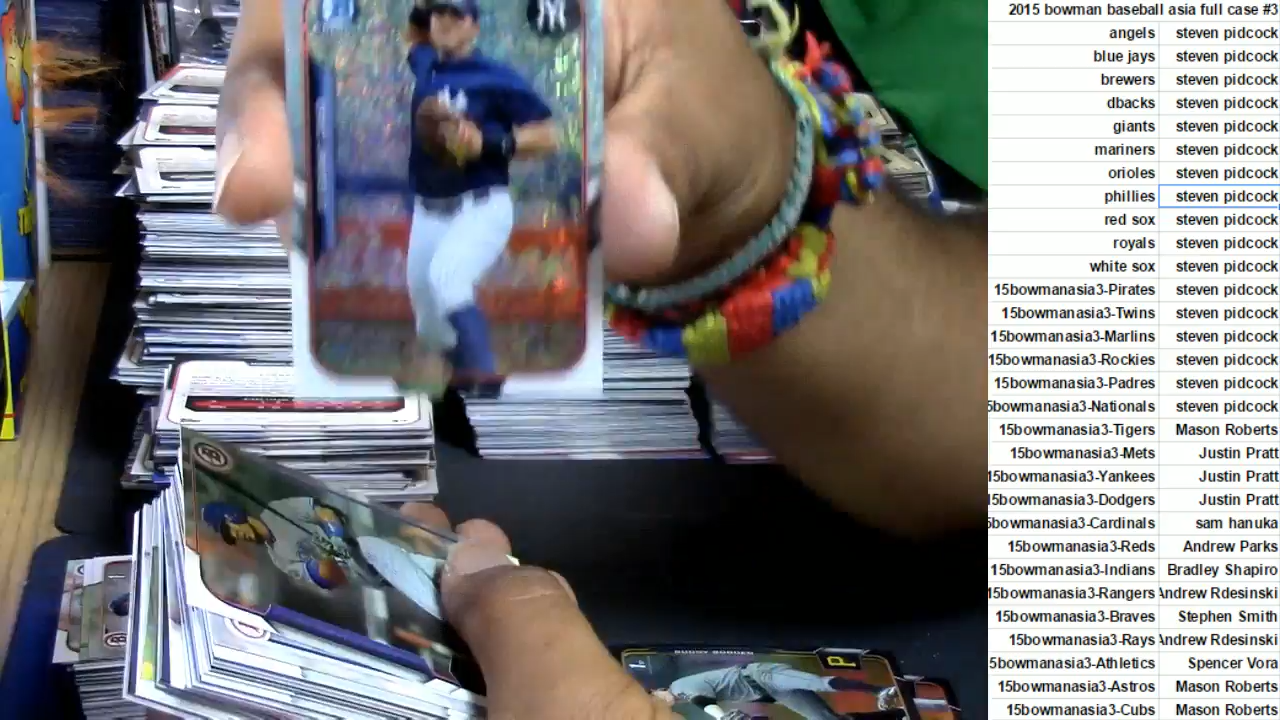 2015 bowman baseball asia full case #3
angels steven pidcock
blue jays steven pidcock
brewers steven pidcock
dbacks steven pidcock
giants steven pidcock
mariners steven pidcock
orioles steven pidcock
phillies steven pidcock
red sox steven pidcock
royals steven pidcock
white sox steven pidcock
15bowmanasia3-Pirates steven pidcock
15bowmanasia3-Twins steven pidcock
15bowmanasia3-Marlins steven pidcock
15bowmanasia3-Rockies steven pidcock
15bowmanasia3-Padres steven pidcock
5bowmanasia3-Nationals steven pidcock
15bowmanasia3-Tigers Mason Roberts
15bowmanasia3-Mets Justin Pratt
15bowmanasia3-Yankees Justin Pratt
15bowmanasia3-Dodgers Justin Pratt
5bowmanasia3-Cardinals sam hanuka
15bowmanasia3-Reds Andrew Parks
15bowmanasia3-Indians Bradley Shapiro
15bowmanasia3-Rangers Andrew Rdesinski
15bowmanasia3-Braves Stephen Smith
15bowmanasia3-Rays Andrew Rdesinski
5bowmanasia3-Athletics Spencer Vora
15bowmanasia3-Astros Mason Roberts
15bowmanasia3-Cubs Mason Roberts
P